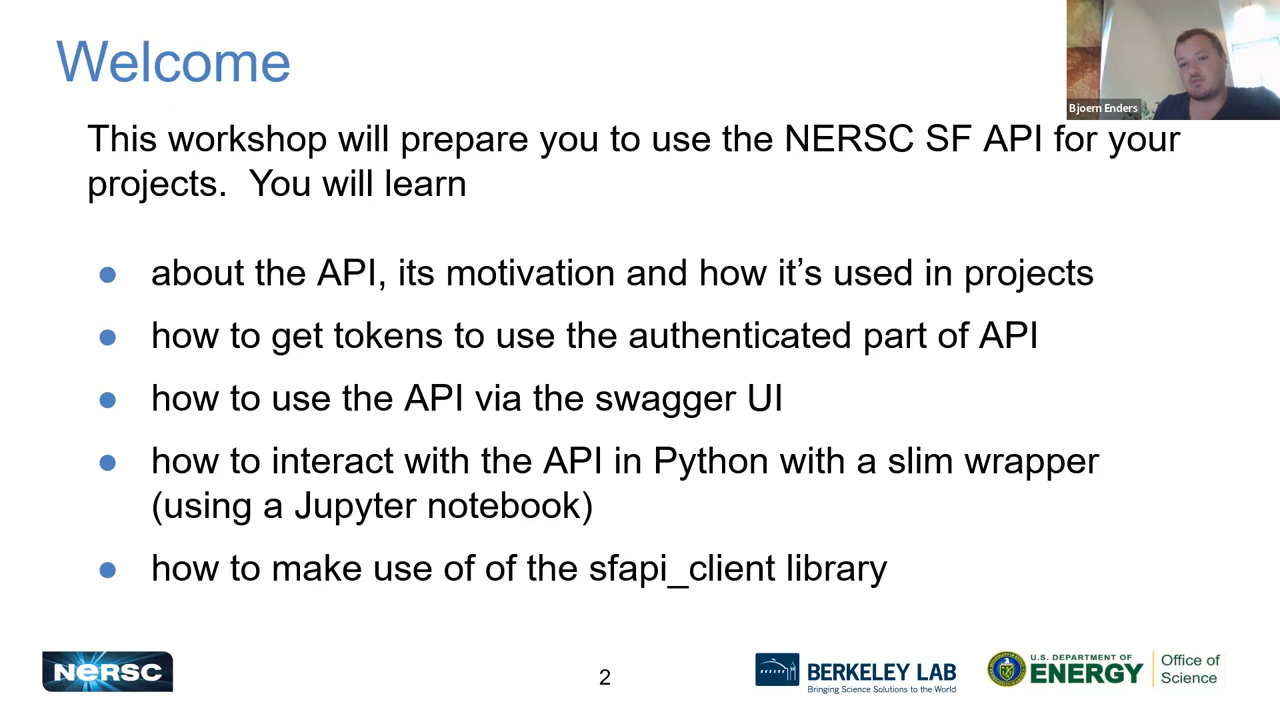 Welcome
Bjoern Enders
This workshop will prepare you to use the NERSC SF API for your
projects.  You will learn
● about the API, its motivation and how it’s used in projects
● how to get tokens to use the authenticated part of API
● how to use the API via the swagger UI
● how to interact with the API in Python with a slim wrapper
(using a Jupyter notebook)
● how to make use of of the sfapi_client library
NERSC
2
BERKELEY LAB
Bringing Science Solutions to the World
U.S. DEPARTMENT OF
ENERGY
Office of
Science